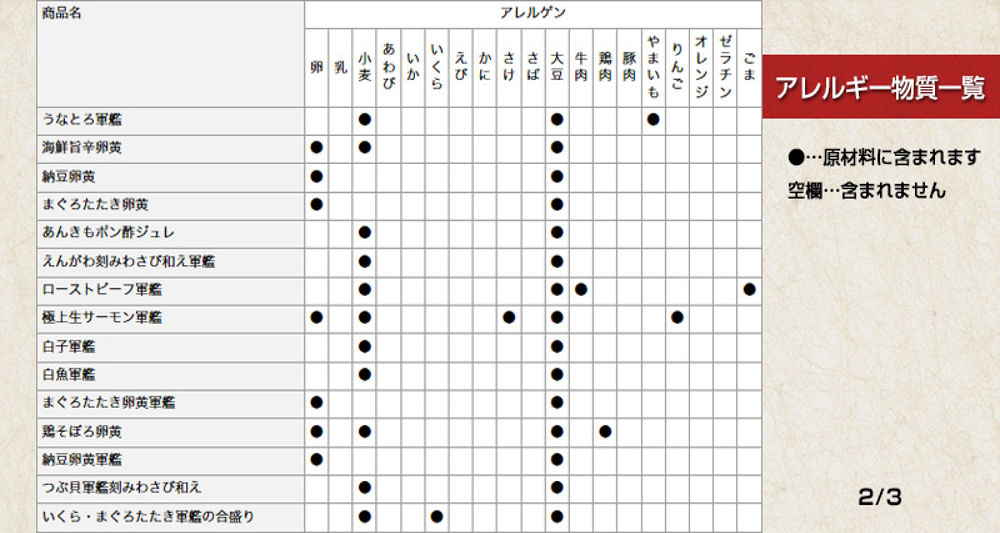 商品名
アレルゲン
卵 乳 小麦 あわび いか いくら えび かに さけ さば 大豆 牛肉 鶏肉 豚肉 やまいも りんご オレンジ ゼラチン ごま
うなとろ軍艦 ● ● ●
海鮮旨辛卵黄 ● ● ●
納豆卵黄 ● ●
まぐろたたき卵黄 ● ●
あんきもポン酢ジュレ ● ●
えんがわ刻みわさび和え軍艦 ● ●
ローストビーフ軍艦 ● ● ● ●
極上生サーモン軍艦 ● ● ● ● ●
白子軍艦 ● ●
白魚軍艦 ● ●
まぐろたたき卵黄軍艦 ● ●
鶏そぼろ卵黄 ● ● ● ●
納豆卵黄軍艦 ● ●
つぶ貝軍艦刻みわさび和え ● ●
いくら・まぐろたたき軍艦の合盛り ● ● ●
アレルギー物質一覧
●…原材料に含まれます
空欄…含まれません
2/3